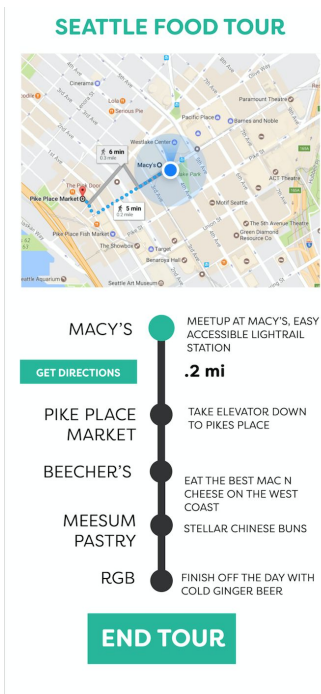 SEATTLE FOOD TOUR
Cinerama
Paramount Theatre
Lola
Serious Pie
Pacific Place
Barnes and Noble
Westlake Center
6 min
0.3 mile
Macy's
ACT Theatre
The Pink Door
Pike Place Market
5 min
0.2 mile
Motif Seattle
The 5th Avenue Theatre
Pike Place Fish Market
Green Diamond
Resource Co
The Showbox
Target
Benaroya Hall
Seattle Aquarium
Seattle Art Museum
MACY'S
MEETUP AT MACY'S, EASY
ACCESSIBLE LIGHTRAIL
STATION
GET DIRECTIONS
.2 mi
PIKE PLACE
MARKET
TAKE ELEVATOR DOWN
TO PIKES PLACE
BEECHER'S
EAT THE BEST MAC N
CHEESE ON THE WEST
COAST
MEESUM
PASTRY
STELLAR CHINESE BUNS
RGB
FINISH OFF THE DAY WITH
COLD GINGER BEER
END TOUR